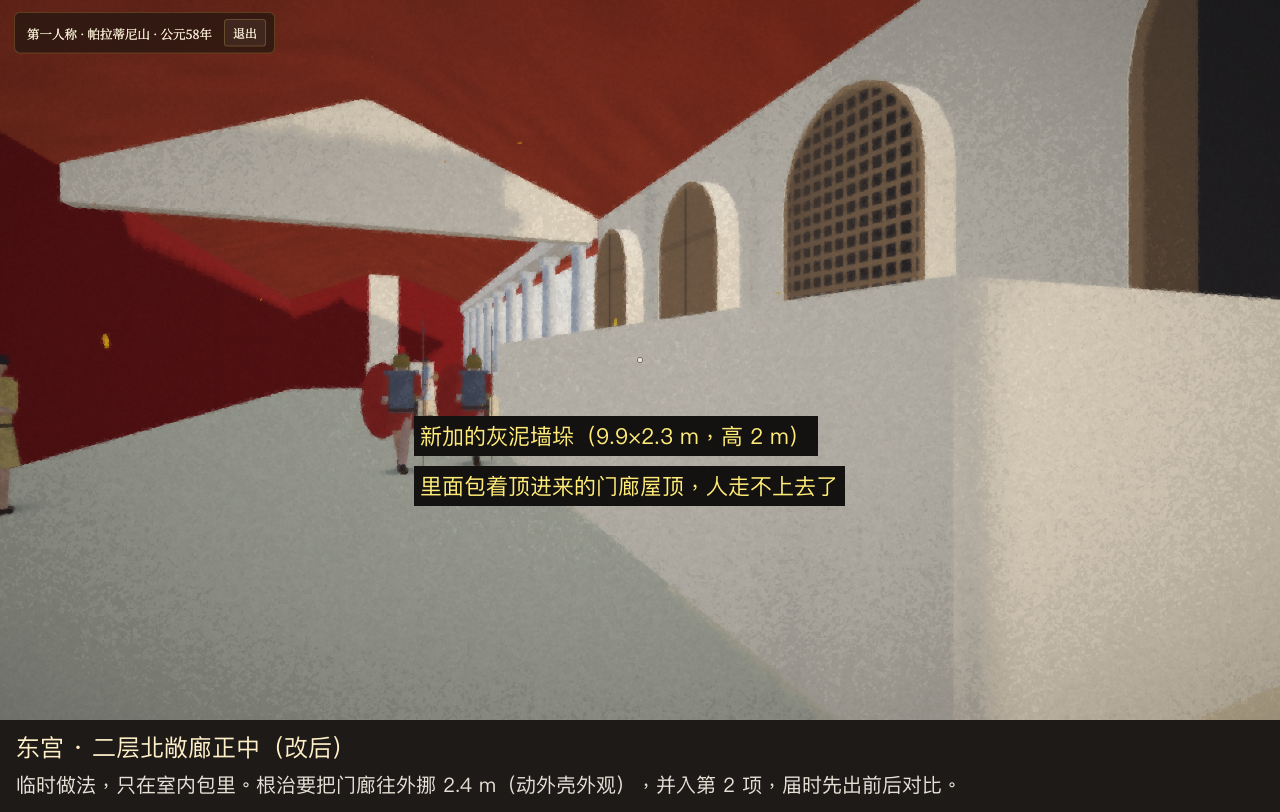 第一人称 · 帕拉蒂尼山 · 公元58年
退出
新加的灰泥墙垛（9.9×2.3 m，高 2 m）
里面包着顶进来的门廊屋顶，人走不上去了
东宫 · 二层北敞廊正中（改后）
临时做法，只在室内包里。根治要把门廊往外挪 2.4 m（动外壳外观），并入第 2 项，届时先出前后对比。